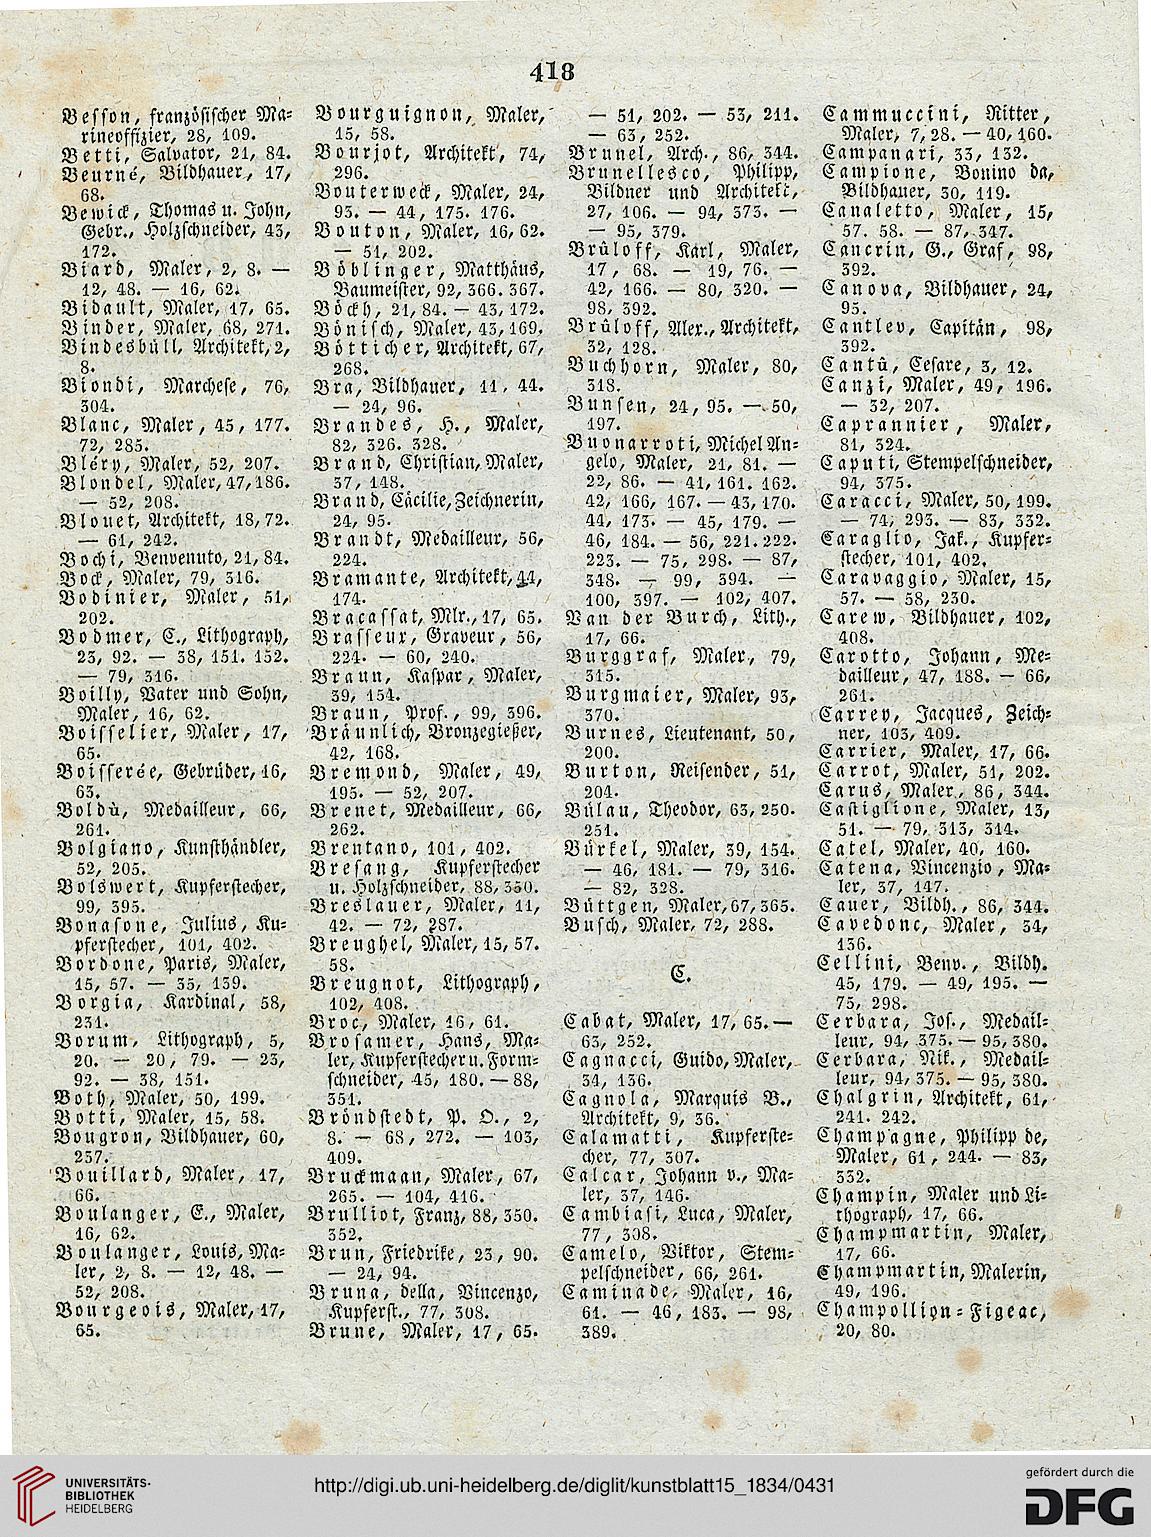 418
Besson, französischer Ma-
rineoffizier, 28, 109.
Betti, Salvator, 21, 84.
Beurné, Bildhauer, 17,
68.
Bewick, Thomas u. John,
Gebr., Holzschneider, 43,
172.
Biard, Maler, 2, 8. —
12, 48. — 16, 62.
Bidault, Maler, 17, 65.
Binder, Maler, 68, 271.
Bindesbüll, Architekt, 2,
8.
Biondi, Marchese, 76,
304.
Blanc, Maler, 45, 177.
72, 285.
Bléry, Maler, 52, 207.
Blondel, Maler, 47, 186.
— 52, 208.
Blouet, Architekt, 18, 72.
— 61, 242.
Bochi, Benvenuto, 21, 84.
Bock, Maler, 79, 316.
Bodinier, Maler, 51,
202.
Bodmer, C., Lithograph,
23, 92. — 38, 151. 152.
— 79, 316.
Boilly, Vater und Sohn,
Maler, 16, 62.
Boisselier, Maler, 17,
65.
Boisserée, Gebrüder, 16,
63.
Boldù, Medailleur, 66,
261.
Bolgiano, Kunsthändler,
52, 205.
Bolswert, Kupferstecher,
99, 395.
Bonasone, Julius, Ku-
pferstecher, 101, 402.
Bordone, Paris, Maler,
15, 57. — 35, 139.
Borgia, Kardinal, 58,
231.
Borum, Lithograph, 5,
20. — 20, 79. — 23,
92. — 38, 151.
Both, Maler, 50, 199.
Botti, Maler, 15, 58.
Bougron, Bildhauer, 60,
237.
Bouillard, Maler, 17,
66.
Boulanger, E., Maler,
16, 62.
Boulanger, Louis, Ma-
ler, 2, 8. — 12, 48. —
52, 208.
Bourgeois, Maler, 17,
65.
Bourguignon, Maler,
15, 58.
Bourjot, Architekt, 74,
296.
Bouterweck, Maler, 24,
93. — 44, 175. 176.
Bouton, Maler, 16, 62.
— 51, 202.
Böblinger, Matthäus,
Baumeister, 92, 366. 367.
Böckh, 21, 84. — 43, 172.
Bönisch, Maler, 43, 169.
Bötticher, Architekt, 67,
268.
Bra, Bildhauer, 11, 44.
— 24, 96.
Brandes, H., Maler,
82, 326. 328.
Brand, Christian, Maler,
37, 148.
Brand, Cäcilie, Zeichnerin,
24, 95.
Brandt, Medailleur, 56,
224.
Bramante, Architekt, 44,
174.
Bracassat, Mlr., 17, 65.
Brasseux, Graveur, 56,
224. — 60, 240.
Braun, Kaspar, Maler,
39, 154.
Braun, Prof., 99, 396.
Bräunlich, Bronzegießer,
42, 168.
Bremond, Maler, 49,
195. — 52, 207.
Brenet, Medailleur, 66,
262.
Brentano, 101, 402.
Bresang, Kupferstecher
u. Holzschneider, 88, 350.
Breslauer, Maler, 11,
42. — 72, 287.
Breughel, Maler, 15, 57.
58.
Breugnot, Lithograph,
102, 408.
Broc, Maler, 16, 61.
Brosamer, Hans, Ma-
ler, Kupferstecher u. Form-
schneider, 45, 180. — 88,
351.
Bröndstedt, P. O., 2,
8. — 68, 272. — 103,
409.
Bruckmaan, Maler, 67,
265. — 104, 416.
Brulliot, Franz, 88, 350.
352.
Brun, Friedrike, 23, 90.
— 24, 94.
Bruna, della, Vincenzo,
Kupferst., 77, 308.
Brune, Maler, 17, 65.
— 51, 202. — 53, 211.
— 63, 252.
Brunel, Arch., 86, 344.
Brunellesco, Philipp,
Bildner und Architekt,
27, 106. — 94, 373. —
— 95, 379.
Brüloff, Karl, Maler,
17, 68. — 19, 76. —
42, 166. — 80, 320. —
98, 392.
Brüloff, Alex., Architekt,
32, 128.
Buchhorn, Maler, 80,
318.
Bunsen, 24, 95. — 50,
197.
Buonarroti, Michel An-
gelo, Maler, 21, 81. —
22, 86. — 41, 161. 162.
42, 166, 167. — 43, 170.
44, 173. — 45, 179. —
46, 184. — 56, 221. 222.
223. — 75, 298. — 87,
348. — 99, 394. —
100, 397. — 102, 407.
Van der Burch, Lith.,
17, 66.
Burggraf, Maler, 79,
315.
Burgmaier, Maler, 93,
370.
Burnes, Lieutenant, 50,
200.
Burton, Reisender, 51,
204.
Bülau, Theodor, 63, 250.
251.
Bürkel, Maler, 39, 154.
— 46, 181. — 79, 316.
— 82, 328.
Büttgen, Maler, 67, 365.
Busch, Maler, 72, 288.
C.
Cabat, Maler, 17, 65. —
63, 252.
Cagnacci, Guido, Maler,
34, 136.
Cagnola, Marquis B.,
Architekt, 9, 36.
Calamatti, Kupferste-
cher, 77, 307.
Calcar, Johann v., Ma-
ler, 37, 146.
Cambiasi, Luca, Maler,
77, 308.
Camelo, Viktor, Stem-
pelschneider, 66, 261.
Caminade, Maler, 16,
61. — 46, 183. — 98,
389.
Cammuccini, Ritter,
Maler, 7, 28. — 40, 160.
Campanari, 33, 132.
Campione, Bonino da,
Bildhauer, 30, 119.
Canaletto, Maler, 15,
57. 58. — 87, 347.
Cancrin, G., Graf, 98,
392.
Canova, Bildhauer, 24,
95.
Cantlev, Capitän, 98,
392.
Cantû, Cesare, 3, 12.
Canzi, Maler, 49, 196.
— 32, 207.
Caprannier, Maler,
81, 324.
Caputi, Stempelschneider,
94, 375.
Caracci, Maler, 50, 199.
— 74, 293. — 83, 332.
Caraglio, Jak., Kupfer-
stecher, 101, 402.
Caravaggio, Maler, 15,
57. — 58, 230.
Carew, Bildhauer, 102,
408.
Carotto, Johann, Me-
dailleur, 47, 188. — 66,
261.
Carrey, Jacques, Zeich-
ner, 103, 409.
Carrier, Maler, 17, 66.
Carrot, Maler, 51, 202.
Carus, Maler, 86, 344.
Castiglione, Maler, 13,
51. — 79, 313, 314.
Catel, Maler, 40, 160.
Catena, Vincenzio, Ma-
ler, 37, 147.
Cauer, Bildh., 86, 344.
Cavedone, Maler, 34,
136.
Cellini, Benv., Bildh.
45, 179. — 49, 195. —
75, 298.
Cerbara, Jos., Medail-
leur, 94, 375. — 95, 380.
Cerbara, Nik., Medail-
leur, 94, 375. — 95, 380.
Chalgrin, Architekt, 61,
241. 242.
Champagne, Philipp de,
Maler, 61, 244. — 83,
332.
Champin, Maler und Li-
thograph, 17, 66.
Champmartin, Maler,
17, 66.
Champmartin, Malerin,
49, 196.
Champollion-Figeac,
20, 80.
UNIVERSITÄTS-
BIBLIOTHEK
HEIDELBERG
http://digi.ub.uni-heidelberg.de/diglit/kunstblatt15_1834/0431
gefördert durch die
DFG